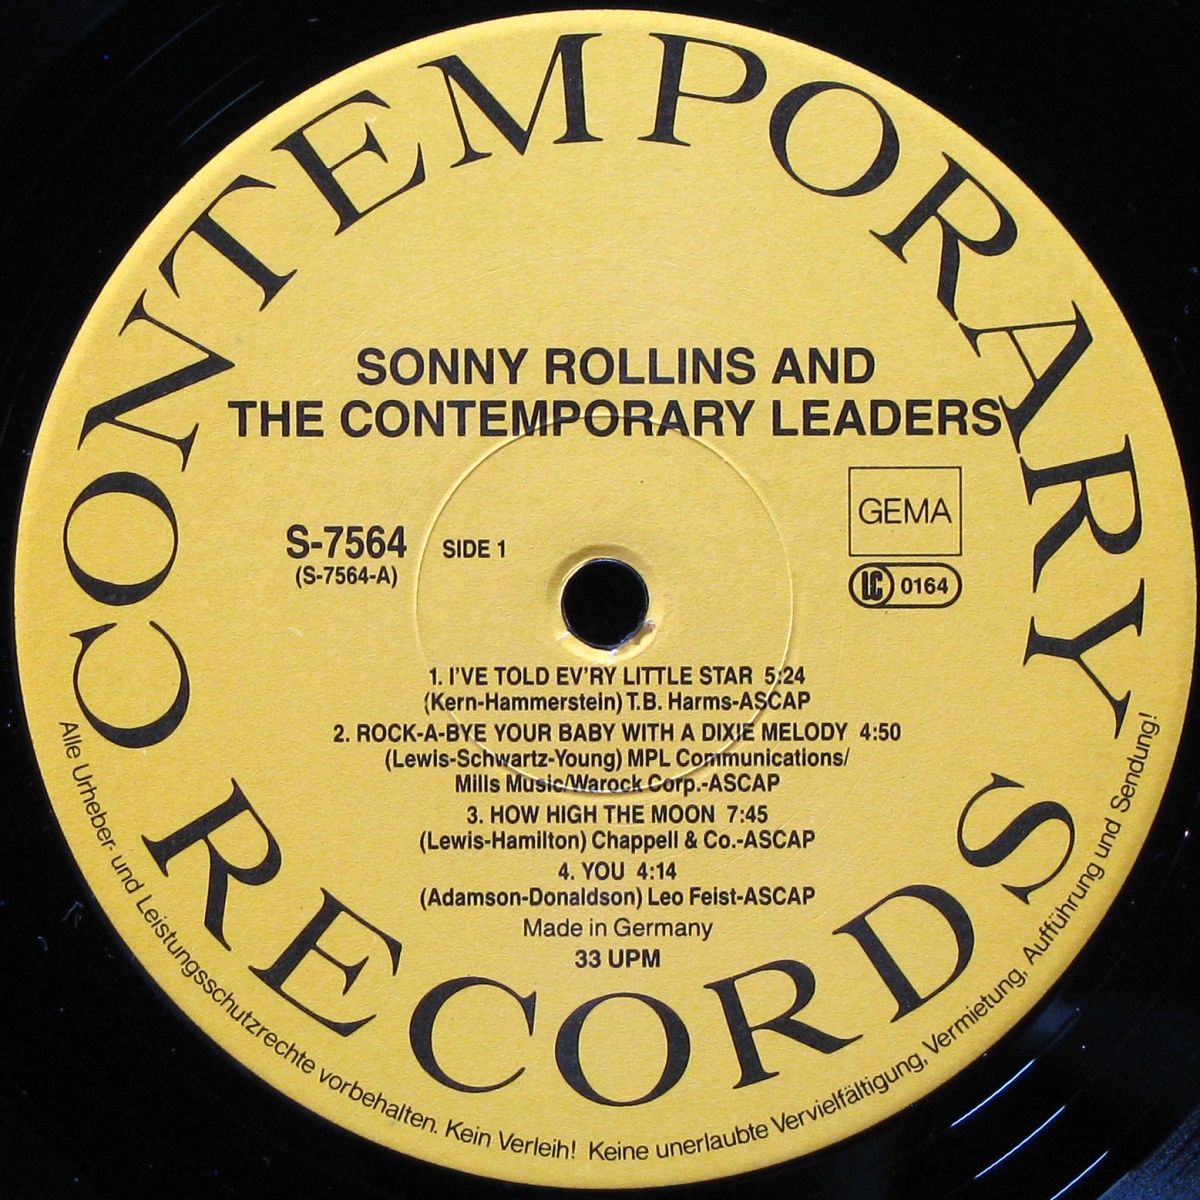 CONTEMPORARY RECORDS
SONNY ROLLINS AND
THE CONTEMPORARY LEADERS
S-7564
(S-7564-A)
SIDE 1
GEMA
LC 0164
1. I'VE TOLD EV'RY LITTLE STAR 5:24
(Kern-Hammerstein) T.B. Harms-ASCAP
2. ROCK-A-BYE YOUR BABY WITH A DIXIE MELODY 4:50
(Lewis-Schwartz-Young) MPL Communications/
Mills Music/Warock Corp.-ASCAP
3. HOW HIGH THE MOON 7:45
(Lewis-Hamilton) Chappell & Co.-ASCAP
4. YOU 4:14
(Adamson-Donaldson) Leo Feist-ASCAP
Made in Germany
33 UPM
Alle Urheber- und Leistungsschutzrechte vorbehalten. Kein Verleih! Keine unerlaubte Vervielfältigung, Vermietung, Aufführung und Sendung!